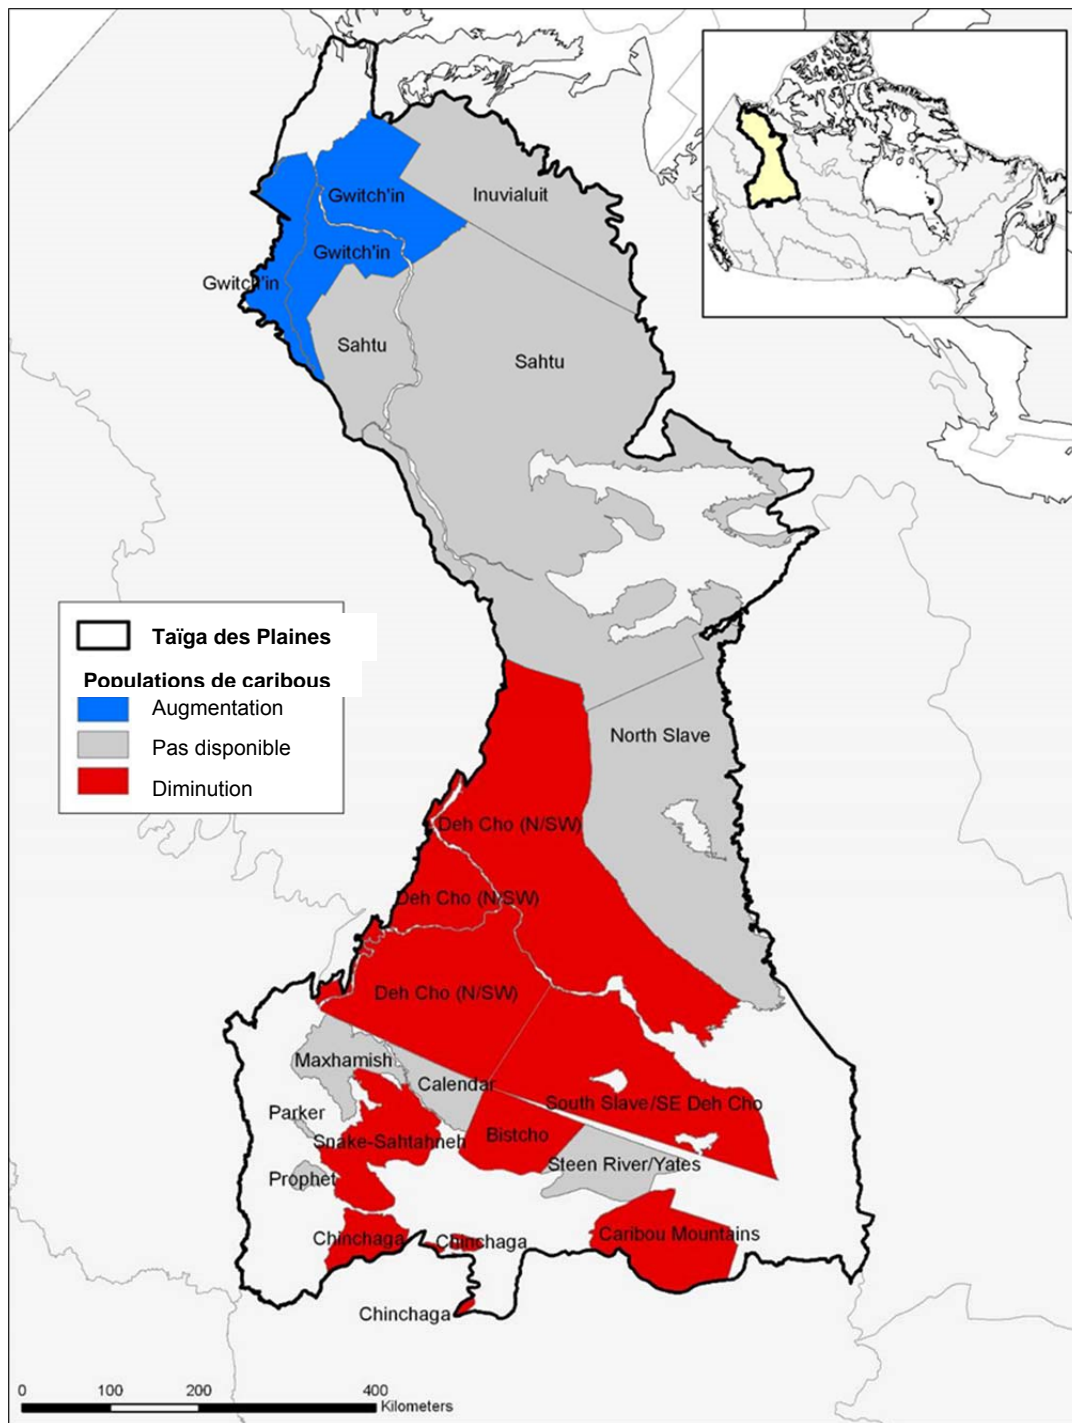 Gwitch'in
Inuvialuit
Gwitch'in
Gwitch'in
Sahtu
Sahtu
Taïga des Plaines
Populations de caribous
Augmentation
Pas disponible
Diminution
North Slave
Deh Cho (N/SW)
Deh Cho (N/SW)
Deh Cho (N/SW)
Maxhamish
Calendar
South Slave/SE Deh Cho
Parker
Snake-Sahtahneh
Bistcho
Steen River/Yates
Prophet
Chinchaga
Chinchaga
Caribou Mountains
Chinchaga
0 100 200 400
Kilometers